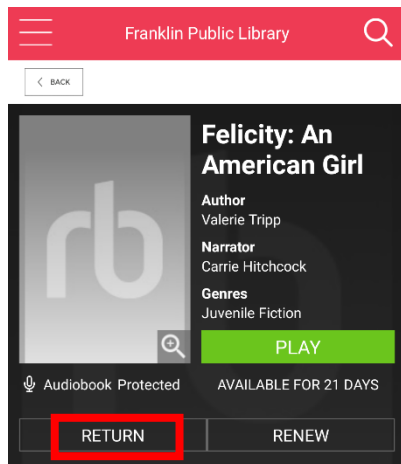 Franklin Public Library
< BACK
Felicity: An
American Girl
Author
Valerie Tripp
Narrator
Carrie Hitchcock
Genres
Juvenile Fiction
rb
PLAY
Audiobook Protected
AVAILABLE FOR 21 DAYS
RETURN
RENEW